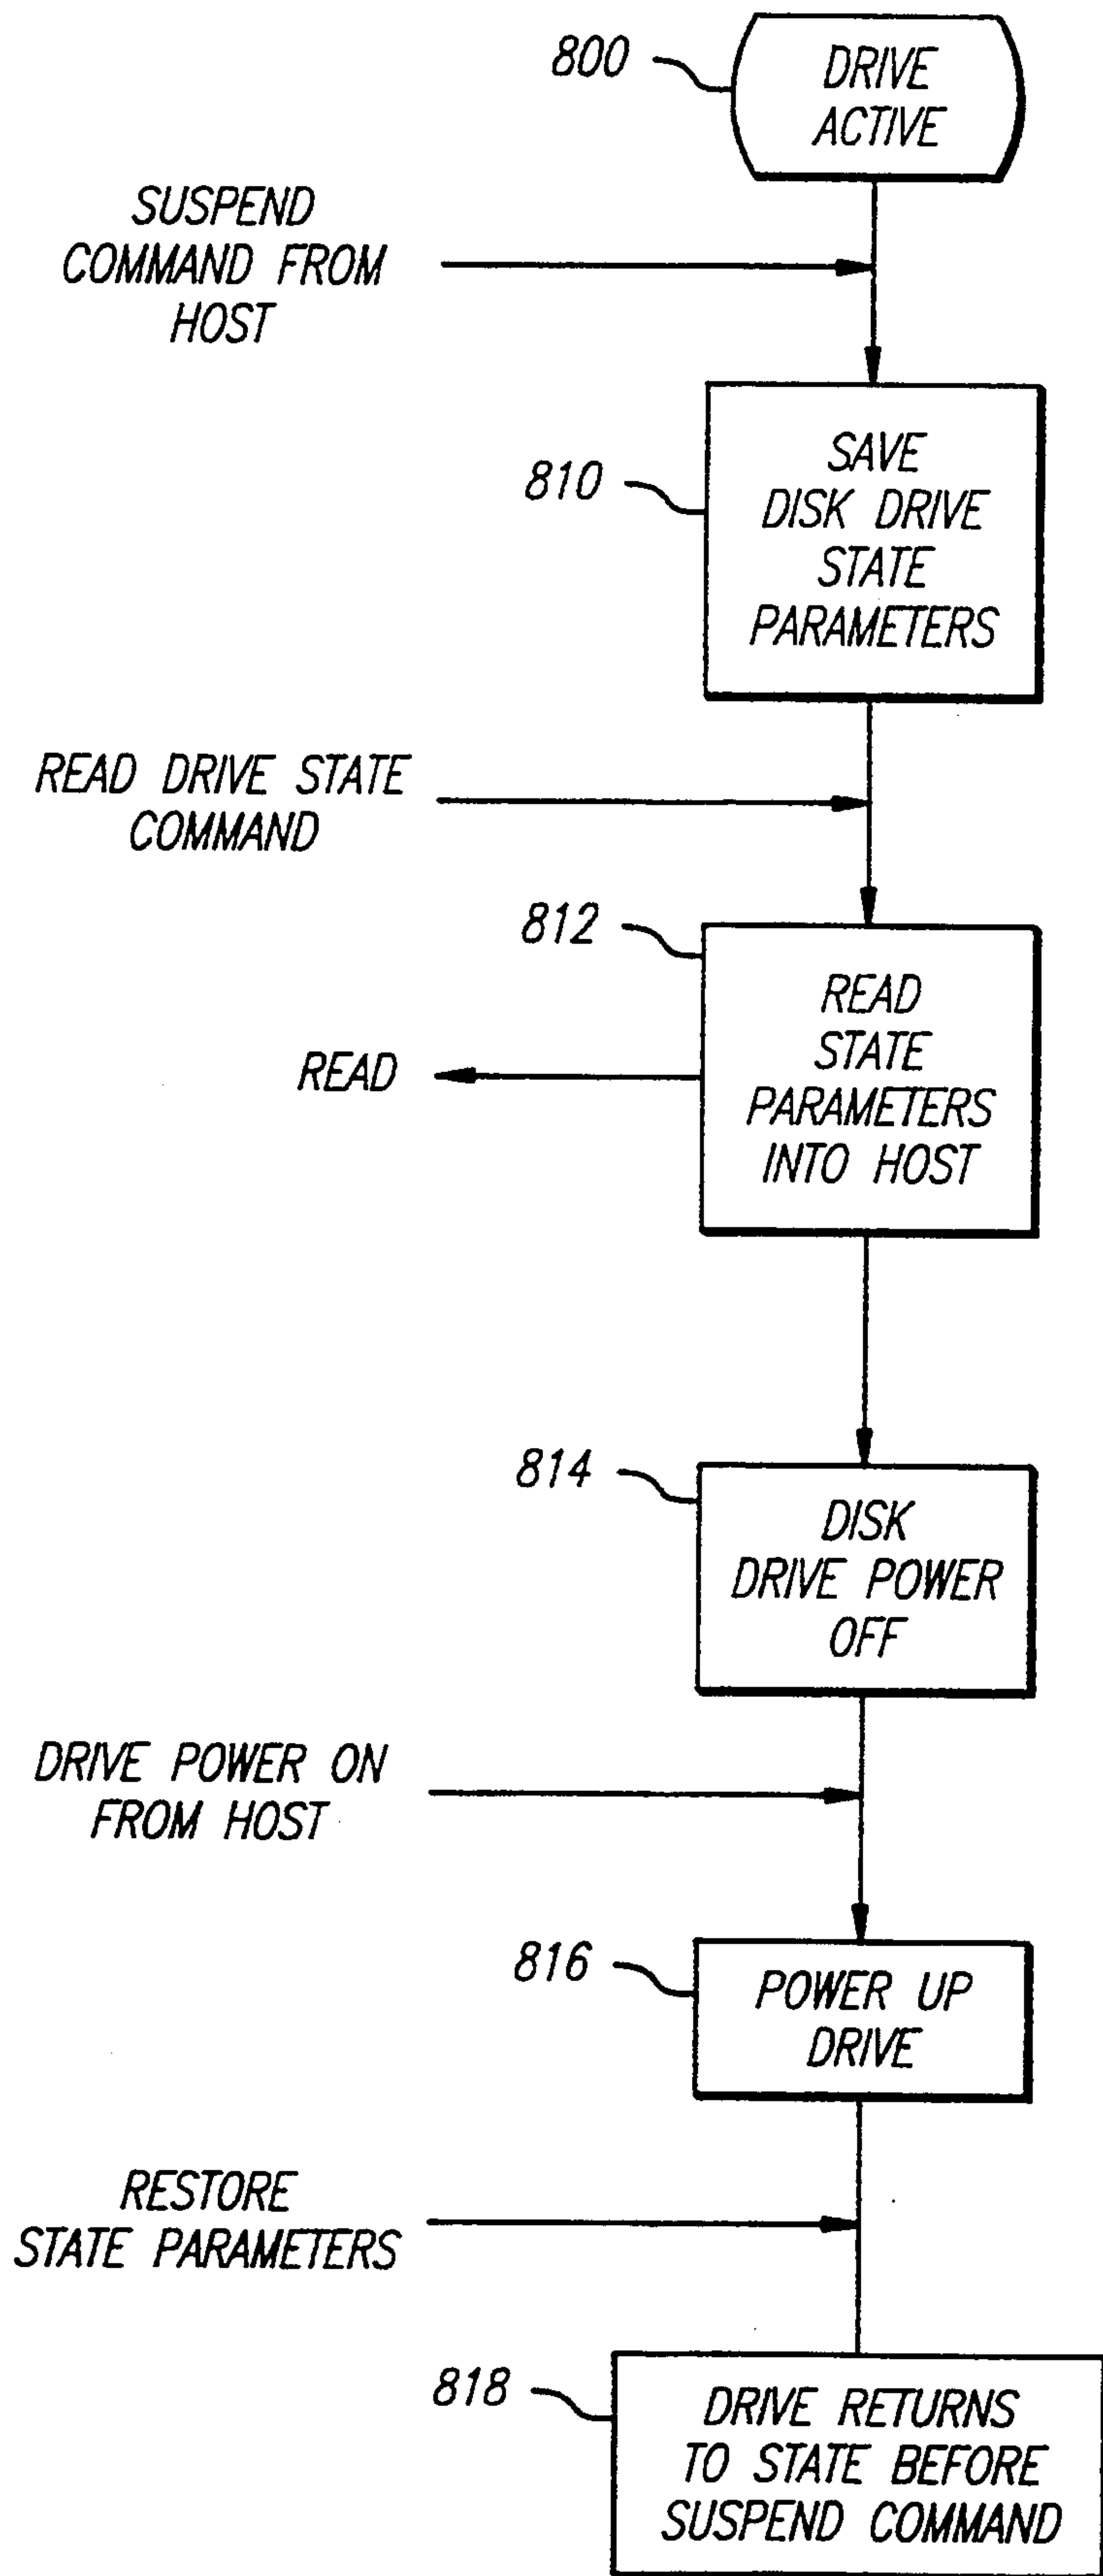 800
DRIVE
ACTIVE
SUSPEND
COMMAND FROM
HOST
810
SAVE
DISK DRIVE
STATE
PARAMETERS
READ DRIVE STATE
COMMAND
812
READ
STATE
PARAMETERS
INTO HOST
READ
814
DISK
DRIVE POWER
OFF
DRIVE POWER ON
FROM HOST
816
POWER UP
DRIVE
RESTORE
STATE PARAMETERS
818
DRIVE RETURNS
TO STATE BEFORE
SUSPEND COMMAND